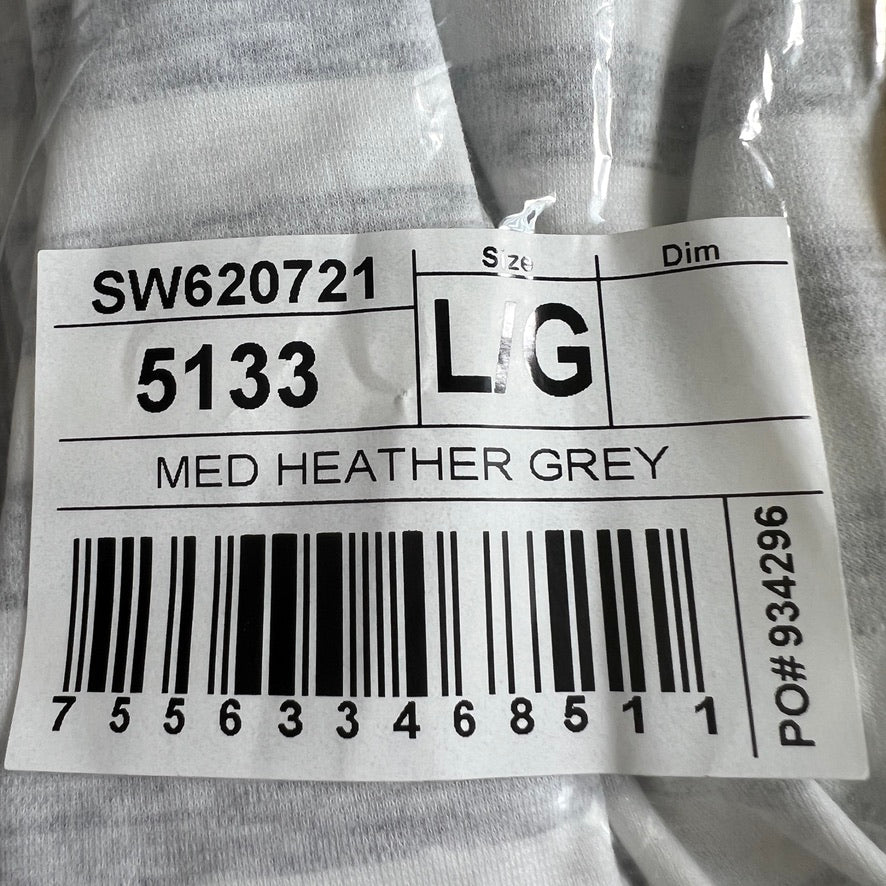 SW620721
5133
Size
L/G
Dim
MED HEATHER GREY
7 5 5 6 3 3 4 6 8 5 1 1
PO# 934296